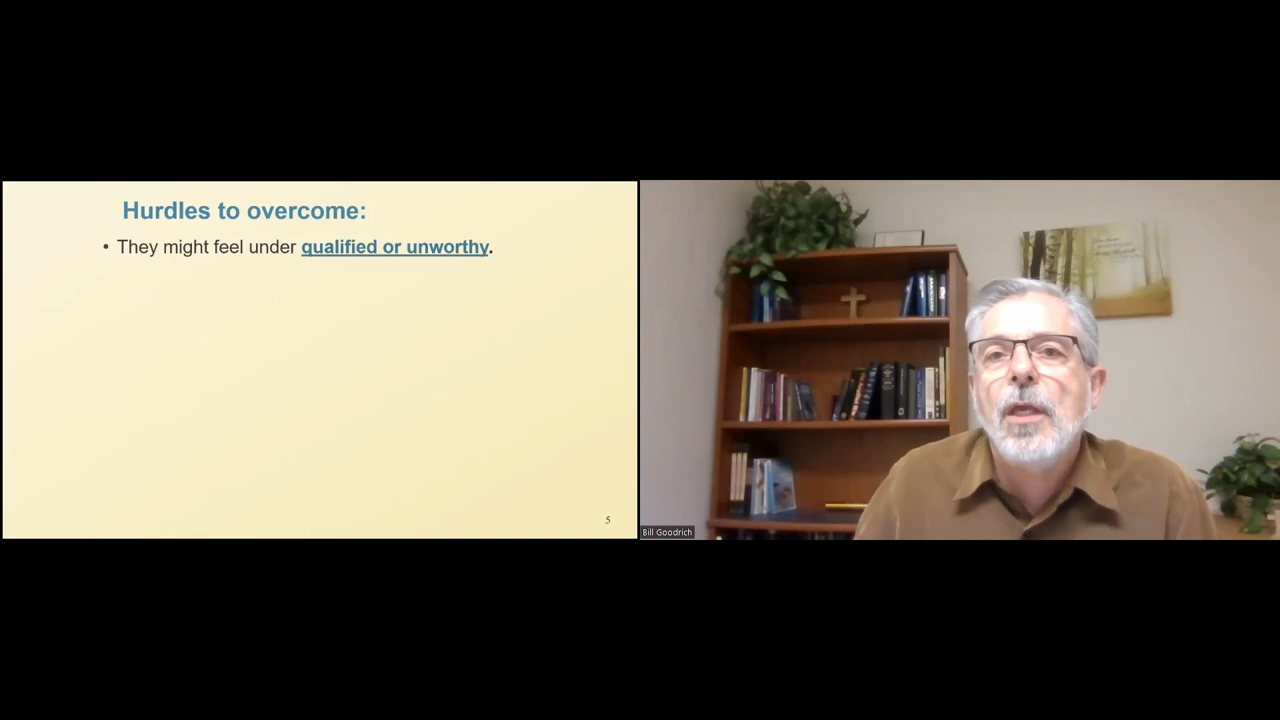 Hurdles to overcome:
• They might feel under qualified or unworthy.
5
Bill Goodrich